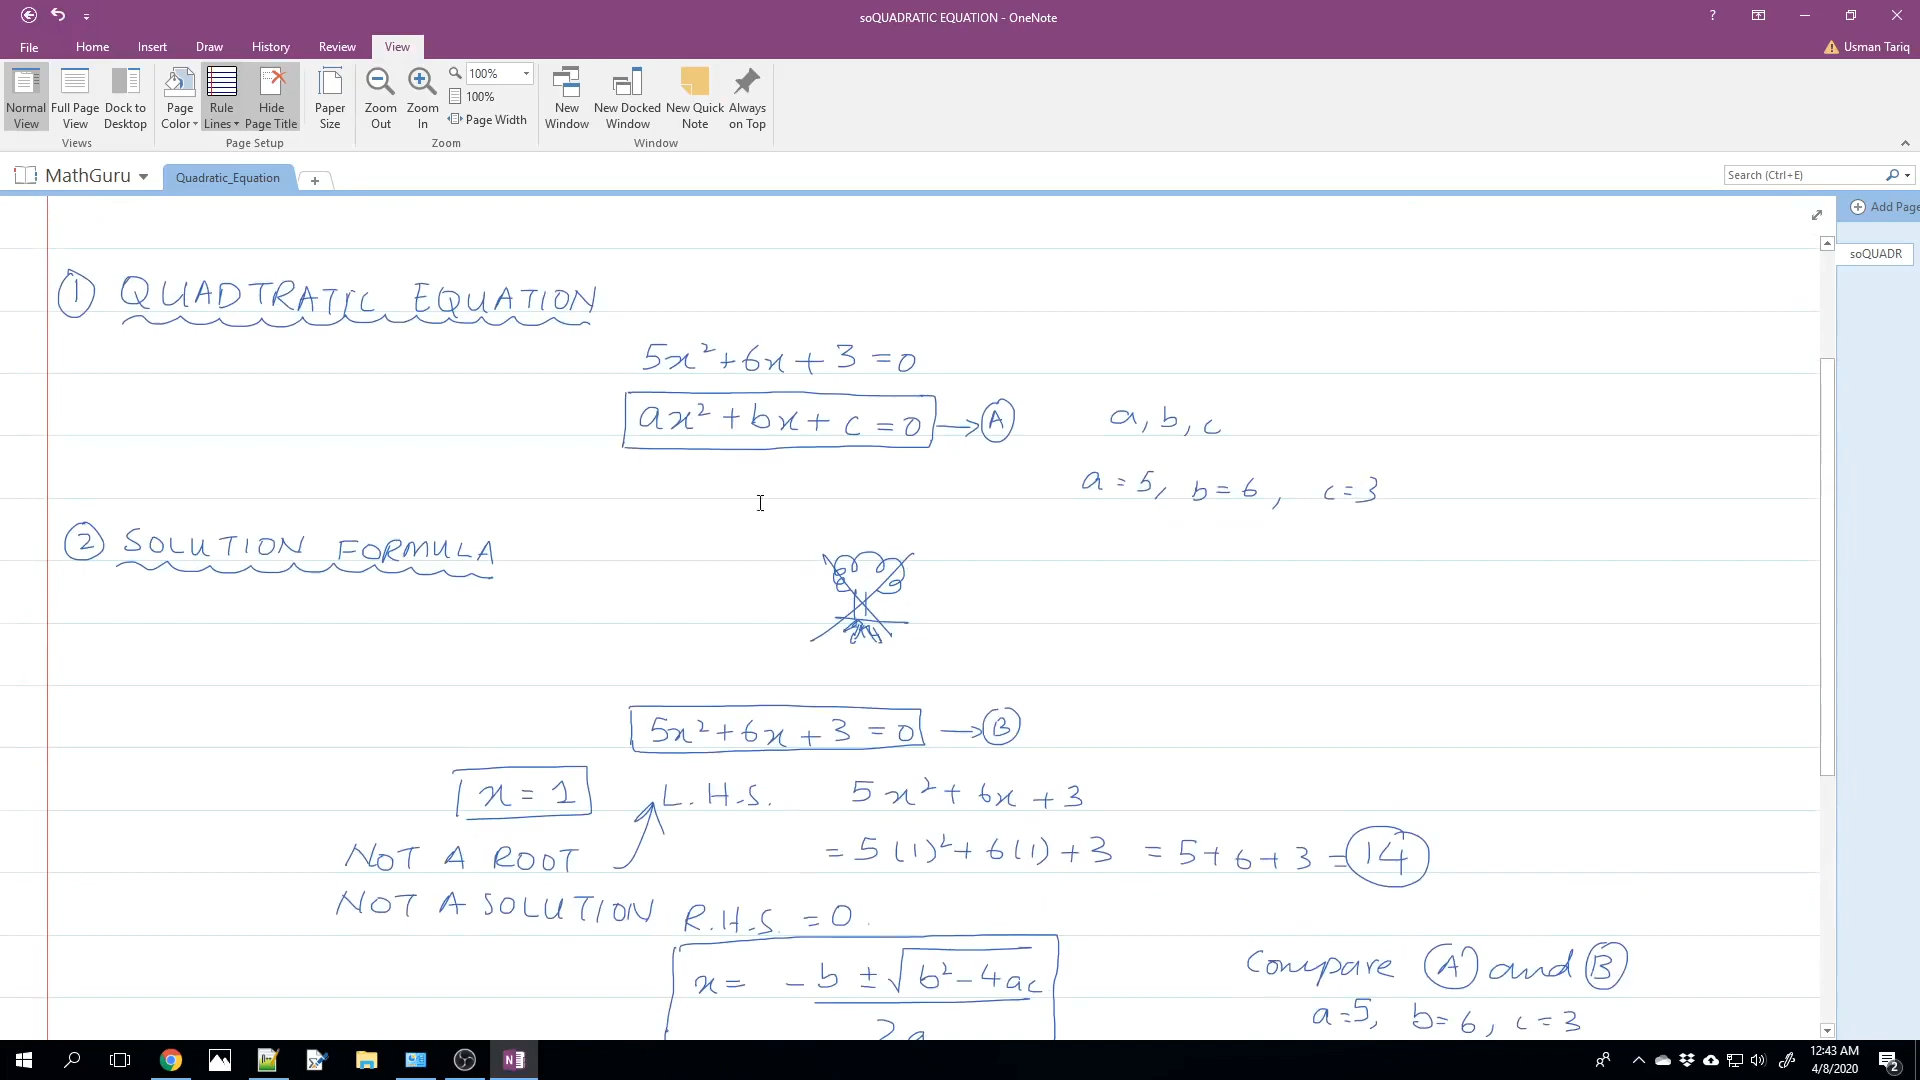 soQUADRATIC EQUATION - OneNote
?
File Home Insert Draw History Review View
Usman Tariq
Normal View
Full Page View
Dock to Desktop
Page Color
Rule Lines
Hide Page Title
Paper Size
Zoom Out
Zoom In
100%
100%
Page Width
New Window
New Docked Window
New Quick Note
Always on Top
Views Page Setup Zoom Window
MathGuru Quadratic_Equation +
Search (Ctrl+E)
Add Page
soQUADR
① QUADTRATIC EQUATION
5x²+6x+3=0
ax²+bx+c=0 → Ⓐ a, b, c
a=5, b=6, c=3
② SOLUTION FORMULA
5x²+6x+3=0 → Ⓑ
x=1 L.H.S. 5x²+6x+3
=5(1)²+6(1)+3 =5+6+3=14
NOT A ROOT
NOT A SOLUTION R.H.S. =0.
x= -b ± √b²-4ac
2a
Compare Ⓐ and Ⓑ
a=5, b=6, c=3
12:43 AM
4/8/2020
2